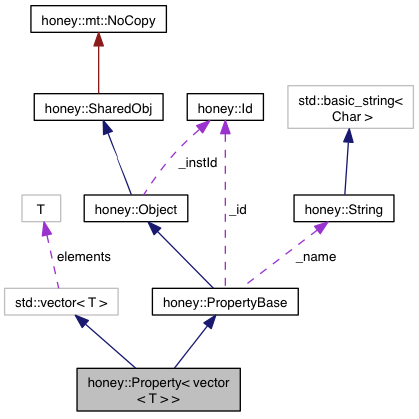 honey::mt::NoCopy
honey::SharedObj
honey::Id
std::basic_string<
Char >
_instId
honey::Object
_id
T
honey::String
elements
_name
std::vector< T >
honey::PropertyBase
honey::Property< vector
< T > >